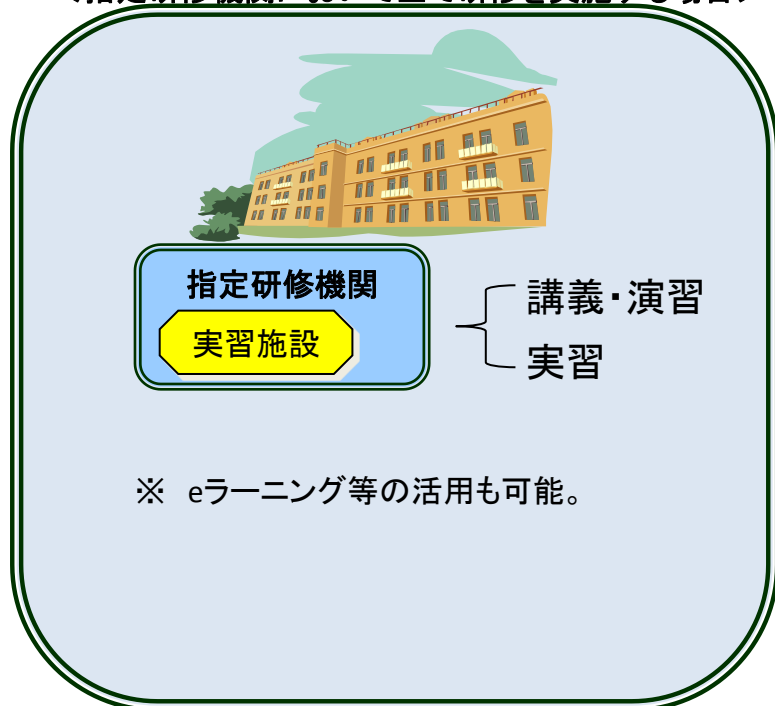 指定研修機関
実習施設
講義・演習
実習
※ eラーニング等の活用も可能。